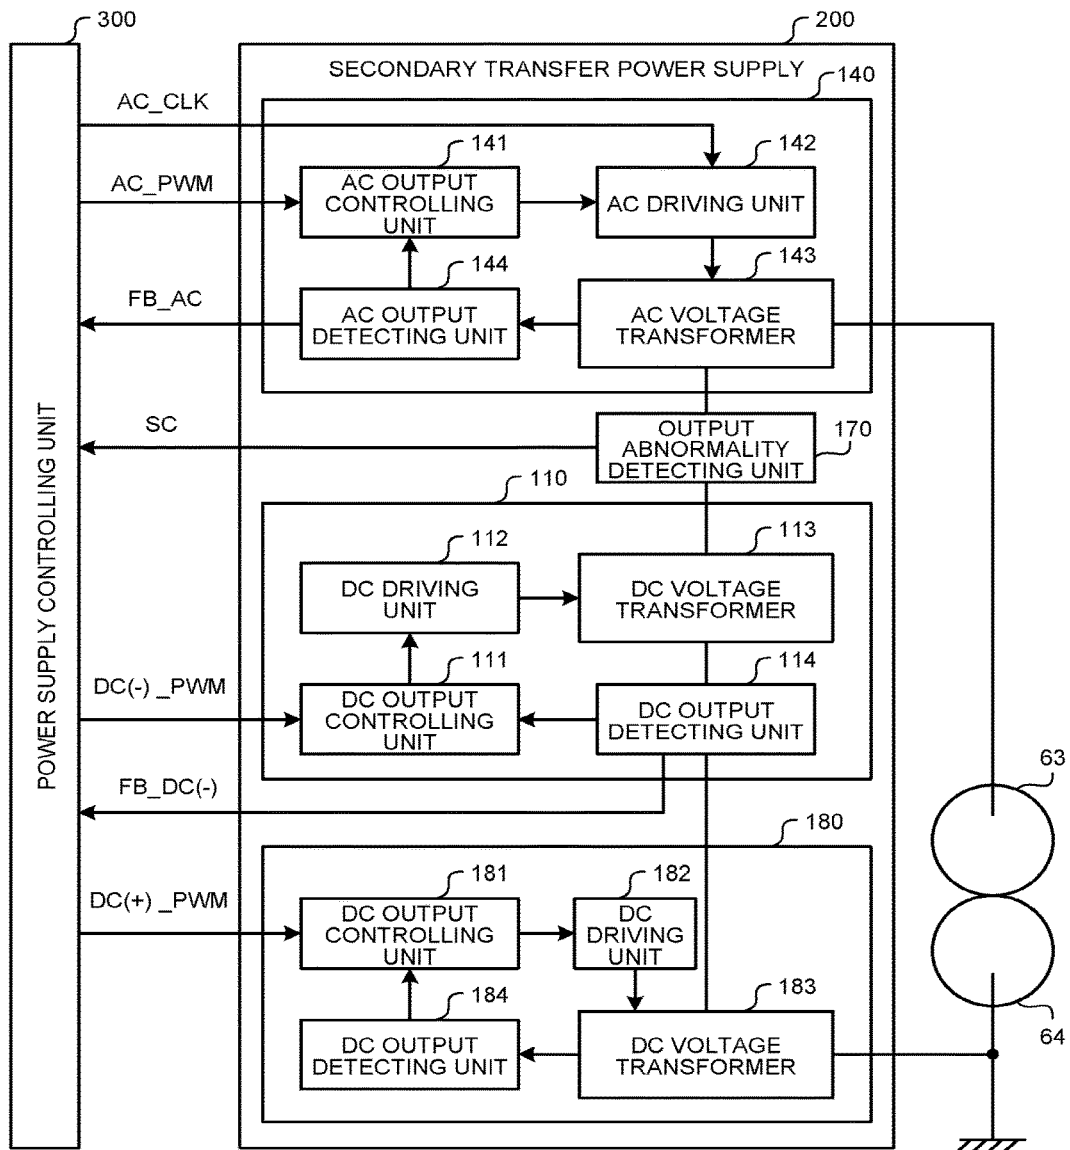 300
200
SECONDARY TRANSFER POWER SUPPLY
140
AC_CLK
141
142
AC_PWM
AC OUTPUT
CONTROLLING
UNIT
AC DRIVING UNIT
144
143
FB_AC
AC OUTPUT
DETECTING UNIT
AC VOLTAGE
TRANSFORMER
SC
OUTPUT
ABNORMALITY
DETECTING UNIT
170
POWER SUPPLY CONTROLLING UNIT
110
112
113
DC DRIVING
UNIT
DC VOLTAGE
TRANSFORMER
111
114
DC(-) _PWM
DC OUTPUT
CONTROLLING
UNIT
DC OUTPUT
DETECTING UNIT
FB_DC(-)
63
180
181
182
DC(+) _PWM
DC OUTPUT
CONTROLLING
UNIT
DC
DRIVING
UNIT
184
183
DC OUTPUT
DETECTING UNIT
DC VOLTAGE
TRANSFORMER
64